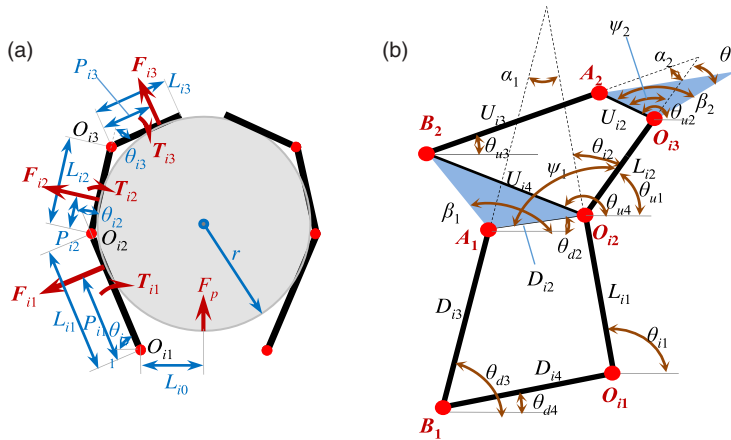 (a)
F_i3
P_i3
L_i3
O_i3
θ_i3
T_i3
F_i2
L_i2
T_i2
θ_i2
P_i2
O_i2
r
F_i1
T_i1
F_p
L_i1
P_i1
θ_i
1
O_i1
L_i0
(b)
ψ_2
α_2
θ
α_1
A_2
U_i3
U_i2
θ_u2
β_2
B_2
θ_u3
O_i3
θ_i2
L_i2
U_i4
ψ_1
θ_u1
β_1
θ_u4
A_1
O_i2
θ_d2
D_i2
D_i3
L_i1
θ_i1
θ_d3
D_i4
O_i1
θ_d4
B_1